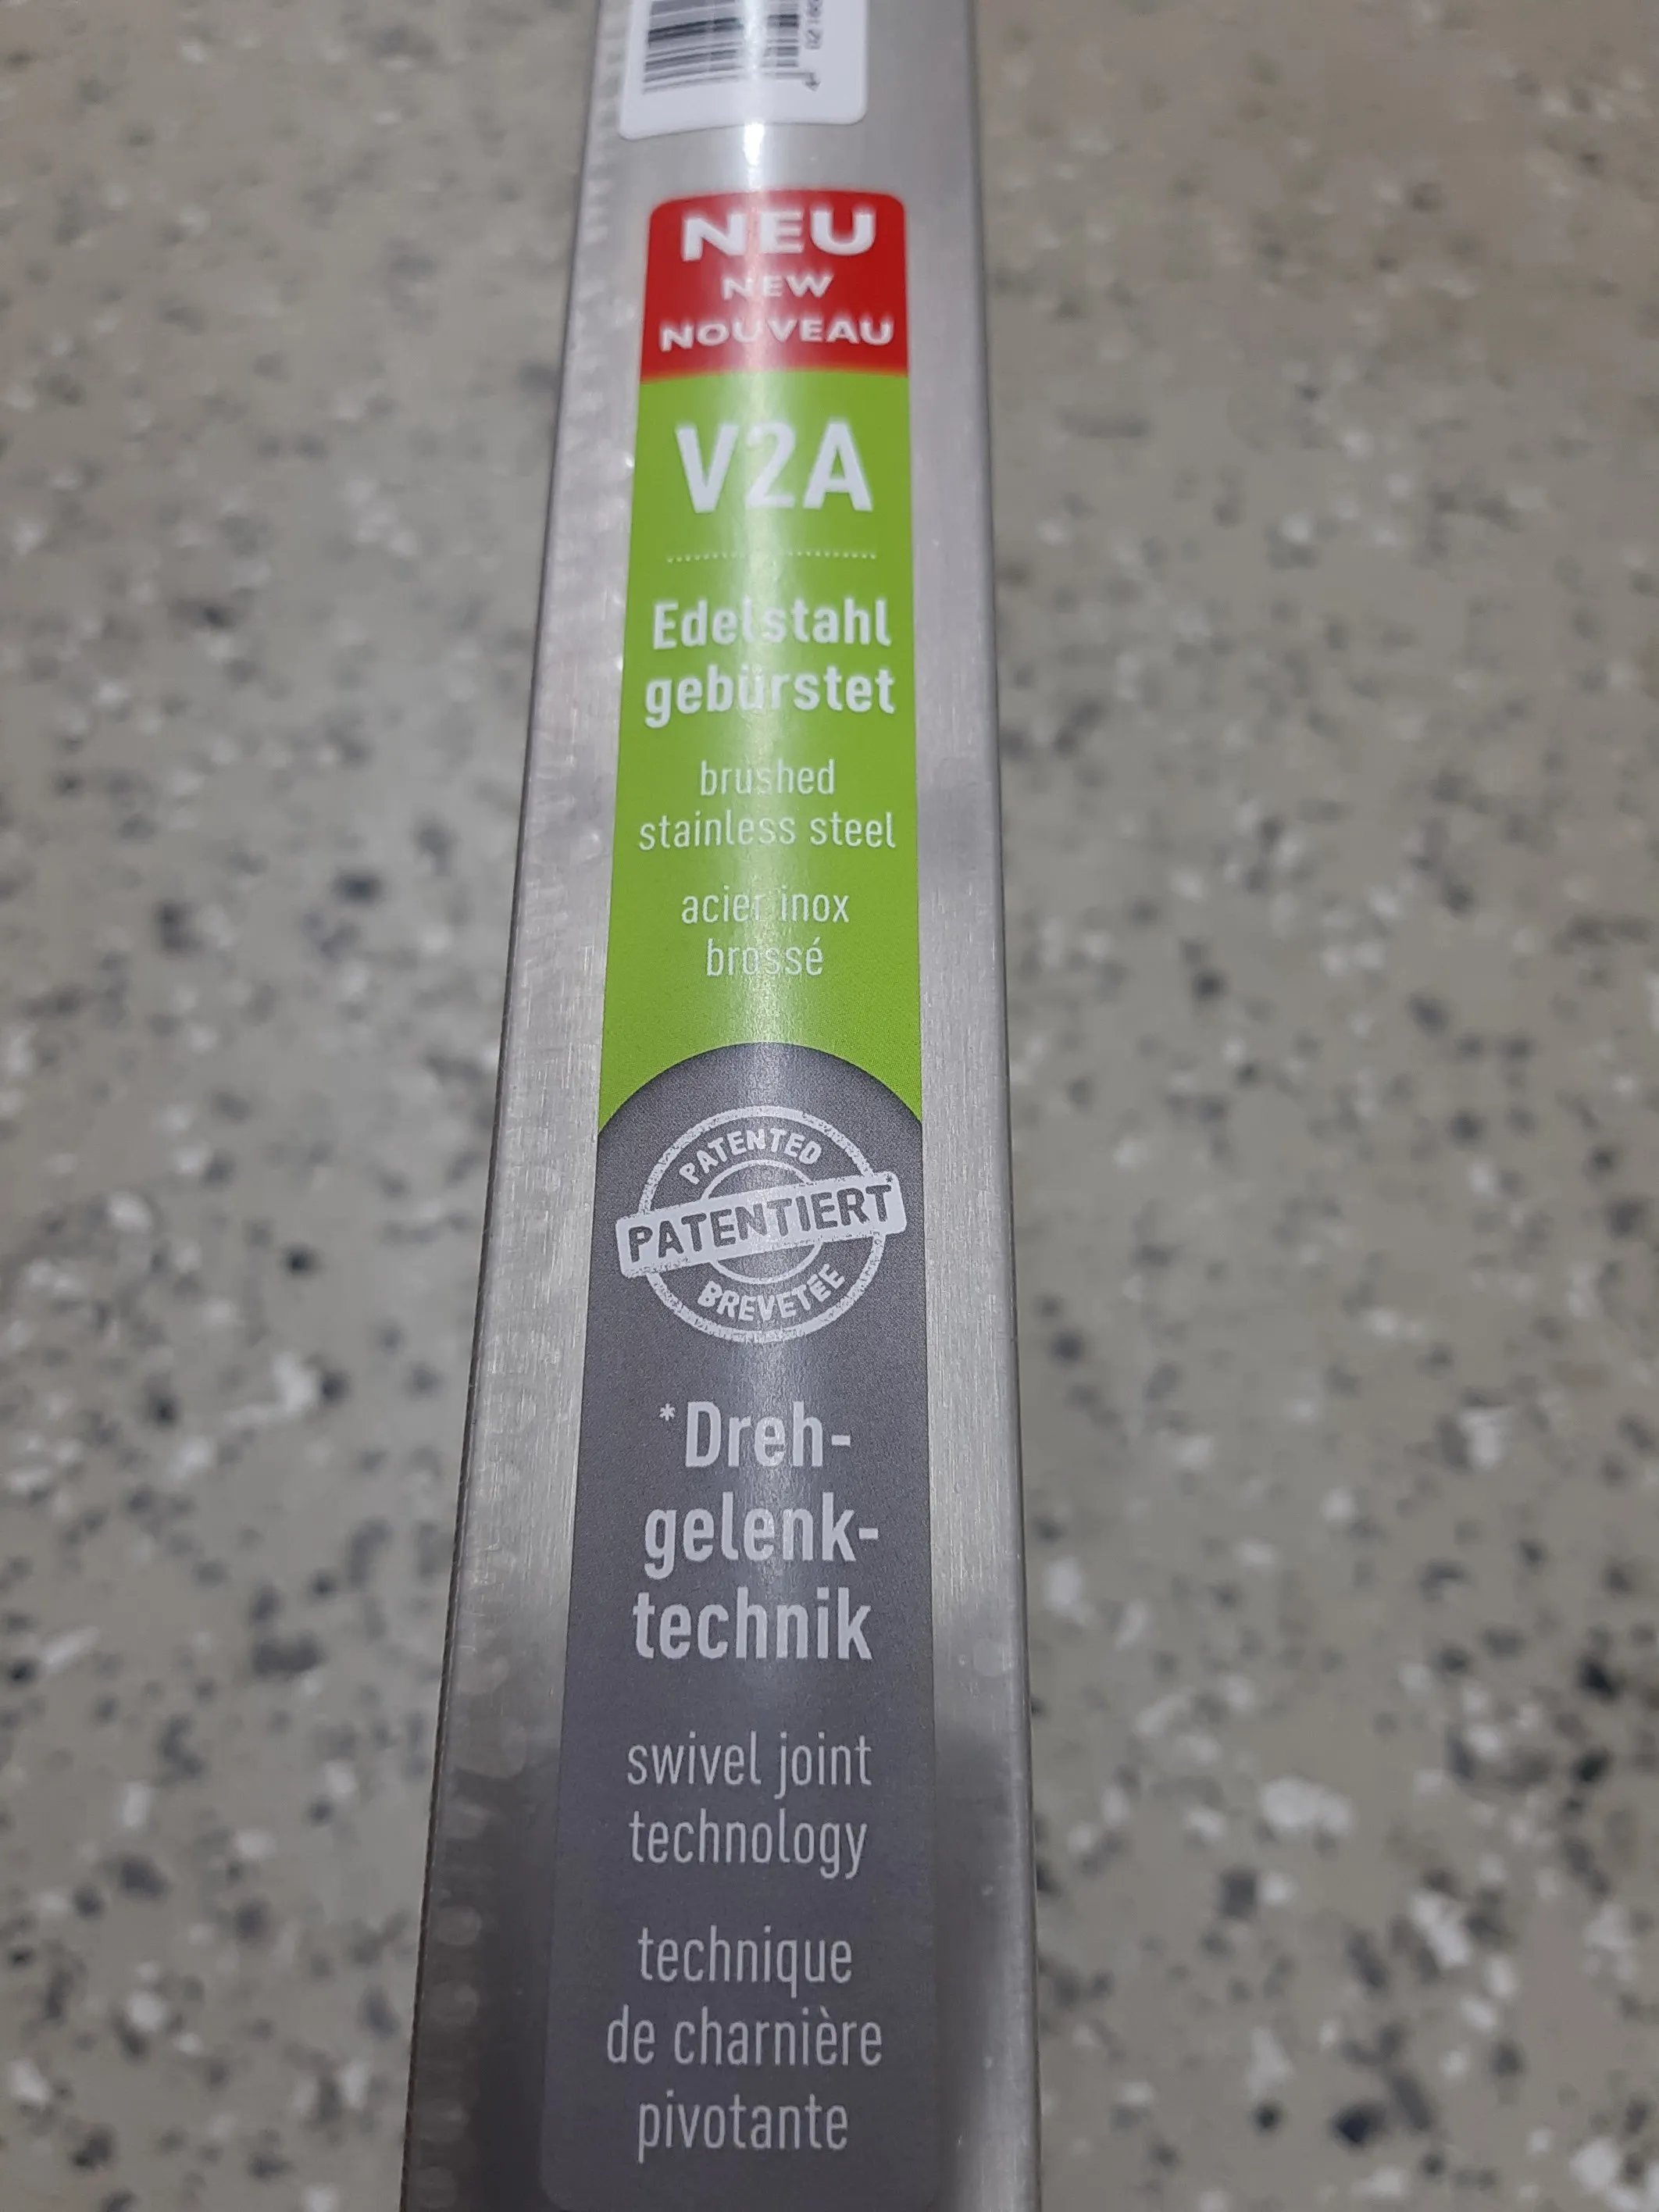 NEU
NEW
NOUVEAU
V2A
Edelstahl
gebürstet
brushed
stainless steel
acier inox
brossé
PATENTED
PATENTIERT
BREVETÉE
*Dreh-
gelenk-
technik
swivel joint
technology
technique
de charnière
pivotante